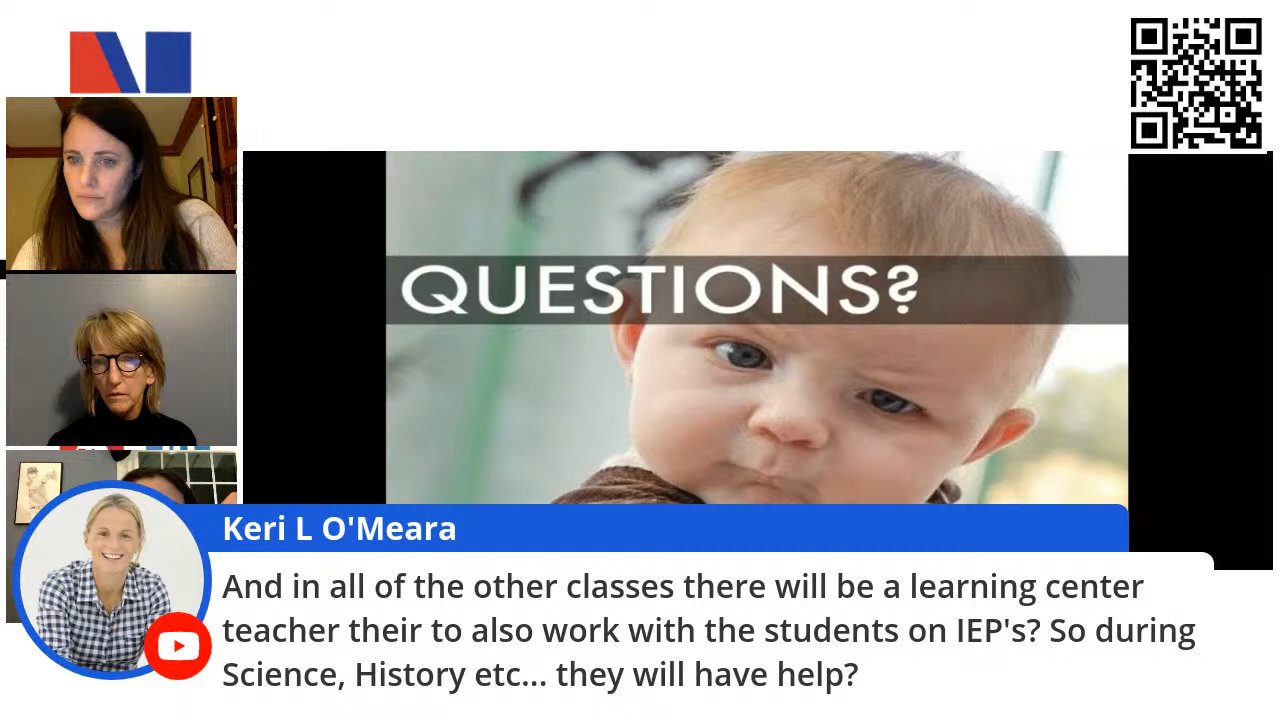 QUESTIONS?
Keri L O'Meara
And in all of the other classes there will be a learning center
teacher their to also work with the students on IEP's? So during
Science, History etc... they will have help?